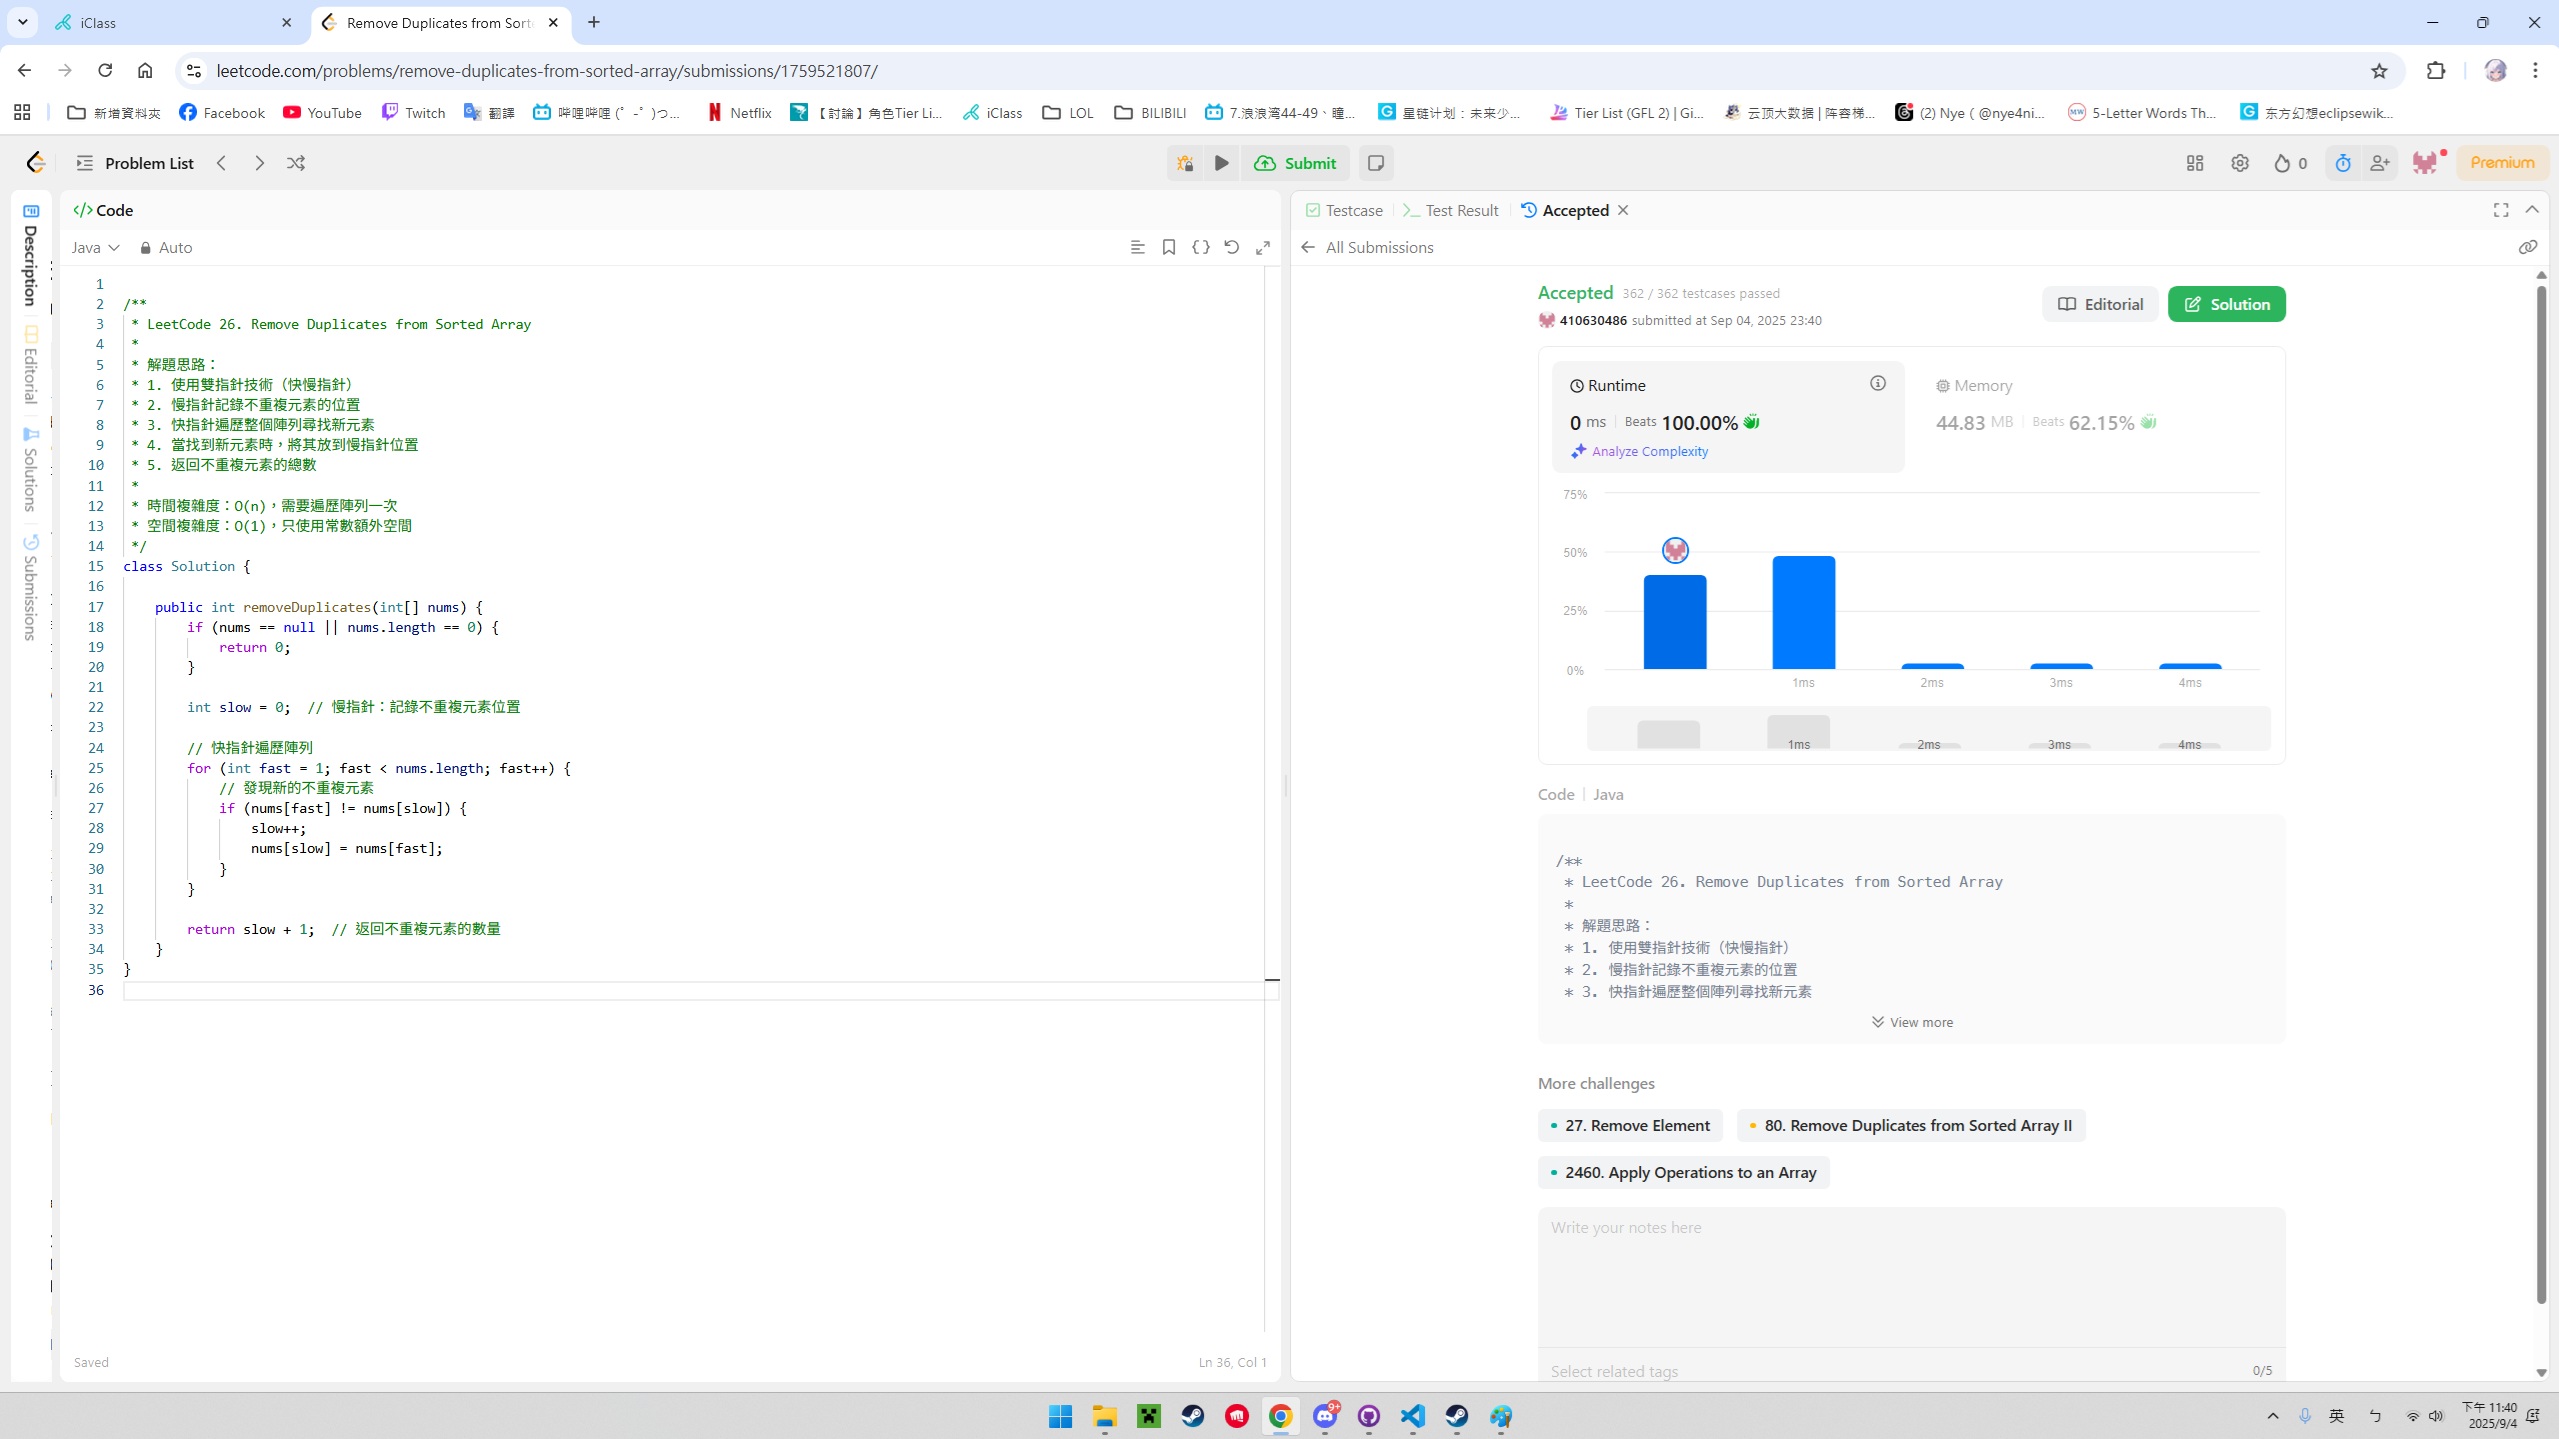 iClass
Remove Duplicates from Sort
leetcode.com/problems/remove-duplicates-from-sorted-array/submissions/1759521807/
新增資料夾 Facebook YouTube Twitch 翻譯 哔哩哔哩 (゜-゜)つ... Netflix 【討論】角色Tier Li... iClass LOL BILIBILI 7.浪浪湾44-49、瞳... 星链计划：未来少... Tier List (GFL 2) | Gi... 云顶大数据 | 阵容梯... (2) Nye ( @nye4ni... 5-Letter Words Th... 东方幻想eclipsewik...
Problem List
Submit
0
Premium
Description
Editorial
Solutions
Submissions
</> Code
Java Auto
1
2 /**
3 * LeetCode 26. Remove Duplicates from Sorted Array
4 *
5 * 解題思路：
6 * 1. 使用雙指針技術（快慢指針）
7 * 2. 慢指針記錄不重複元素的位置
8 * 3. 快指針遍歷整個陣列尋找新元素
9 * 4. 當找到新元素時，將其放到慢指針位置
10 * 5. 返回不重複元素的總數
11 *
12 * 時間複雜度：O(n)，需要遍歷陣列一次
13 * 空間複雜度：O(1)，只使用常數額外空間
14 */
15 class Solution {
16
17 public int removeDuplicates(int[] nums) {
18 if (nums == null || nums.length == 0) {
19 return 0;
20 }
21
22 int slow = 0; // 慢指針：記錄不重複元素位置
23
24 // 快指針遍歷陣列
25 for (int fast = 1; fast < nums.length; fast++) {
26 // 發現新的不重複元素
27 if (nums[fast] != nums[slow]) {
28 slow++;
29 nums[slow] = nums[fast];
30 }
31 }
32
33 return slow + 1; // 返回不重複元素的數量
34 }
35 }
36
Saved
Ln 36, Col 1
Testcase Test Result Accepted
All Submissions
Accepted 362 / 362 testcases passed
410630486 submitted at Sep 04, 2025 23:40
Editorial
Solution
Runtime
0 ms Beats 100.00%
Analyze Complexity
Memory
44.83 MB Beats 62.15%
75%
50%
25%
0%
1ms 2ms 3ms 4ms
1ms 2ms 3ms 4ms
Code | Java
/**
* LeetCode 26. Remove Duplicates from Sorted Array
*
* 解題思路：
* 1. 使用雙指針技術（快慢指針）
* 2. 慢指針記錄不重複元素的位置
* 3. 快指針遍歷整個陣列尋找新元素
View more
More challenges
27. Remove Element
80. Remove Duplicates from Sorted Array II
2460. Apply Operations to an Array
Write your notes here
Select related tags
0/5
9+
英 ㄅ
下午 11:40
2025/9/4